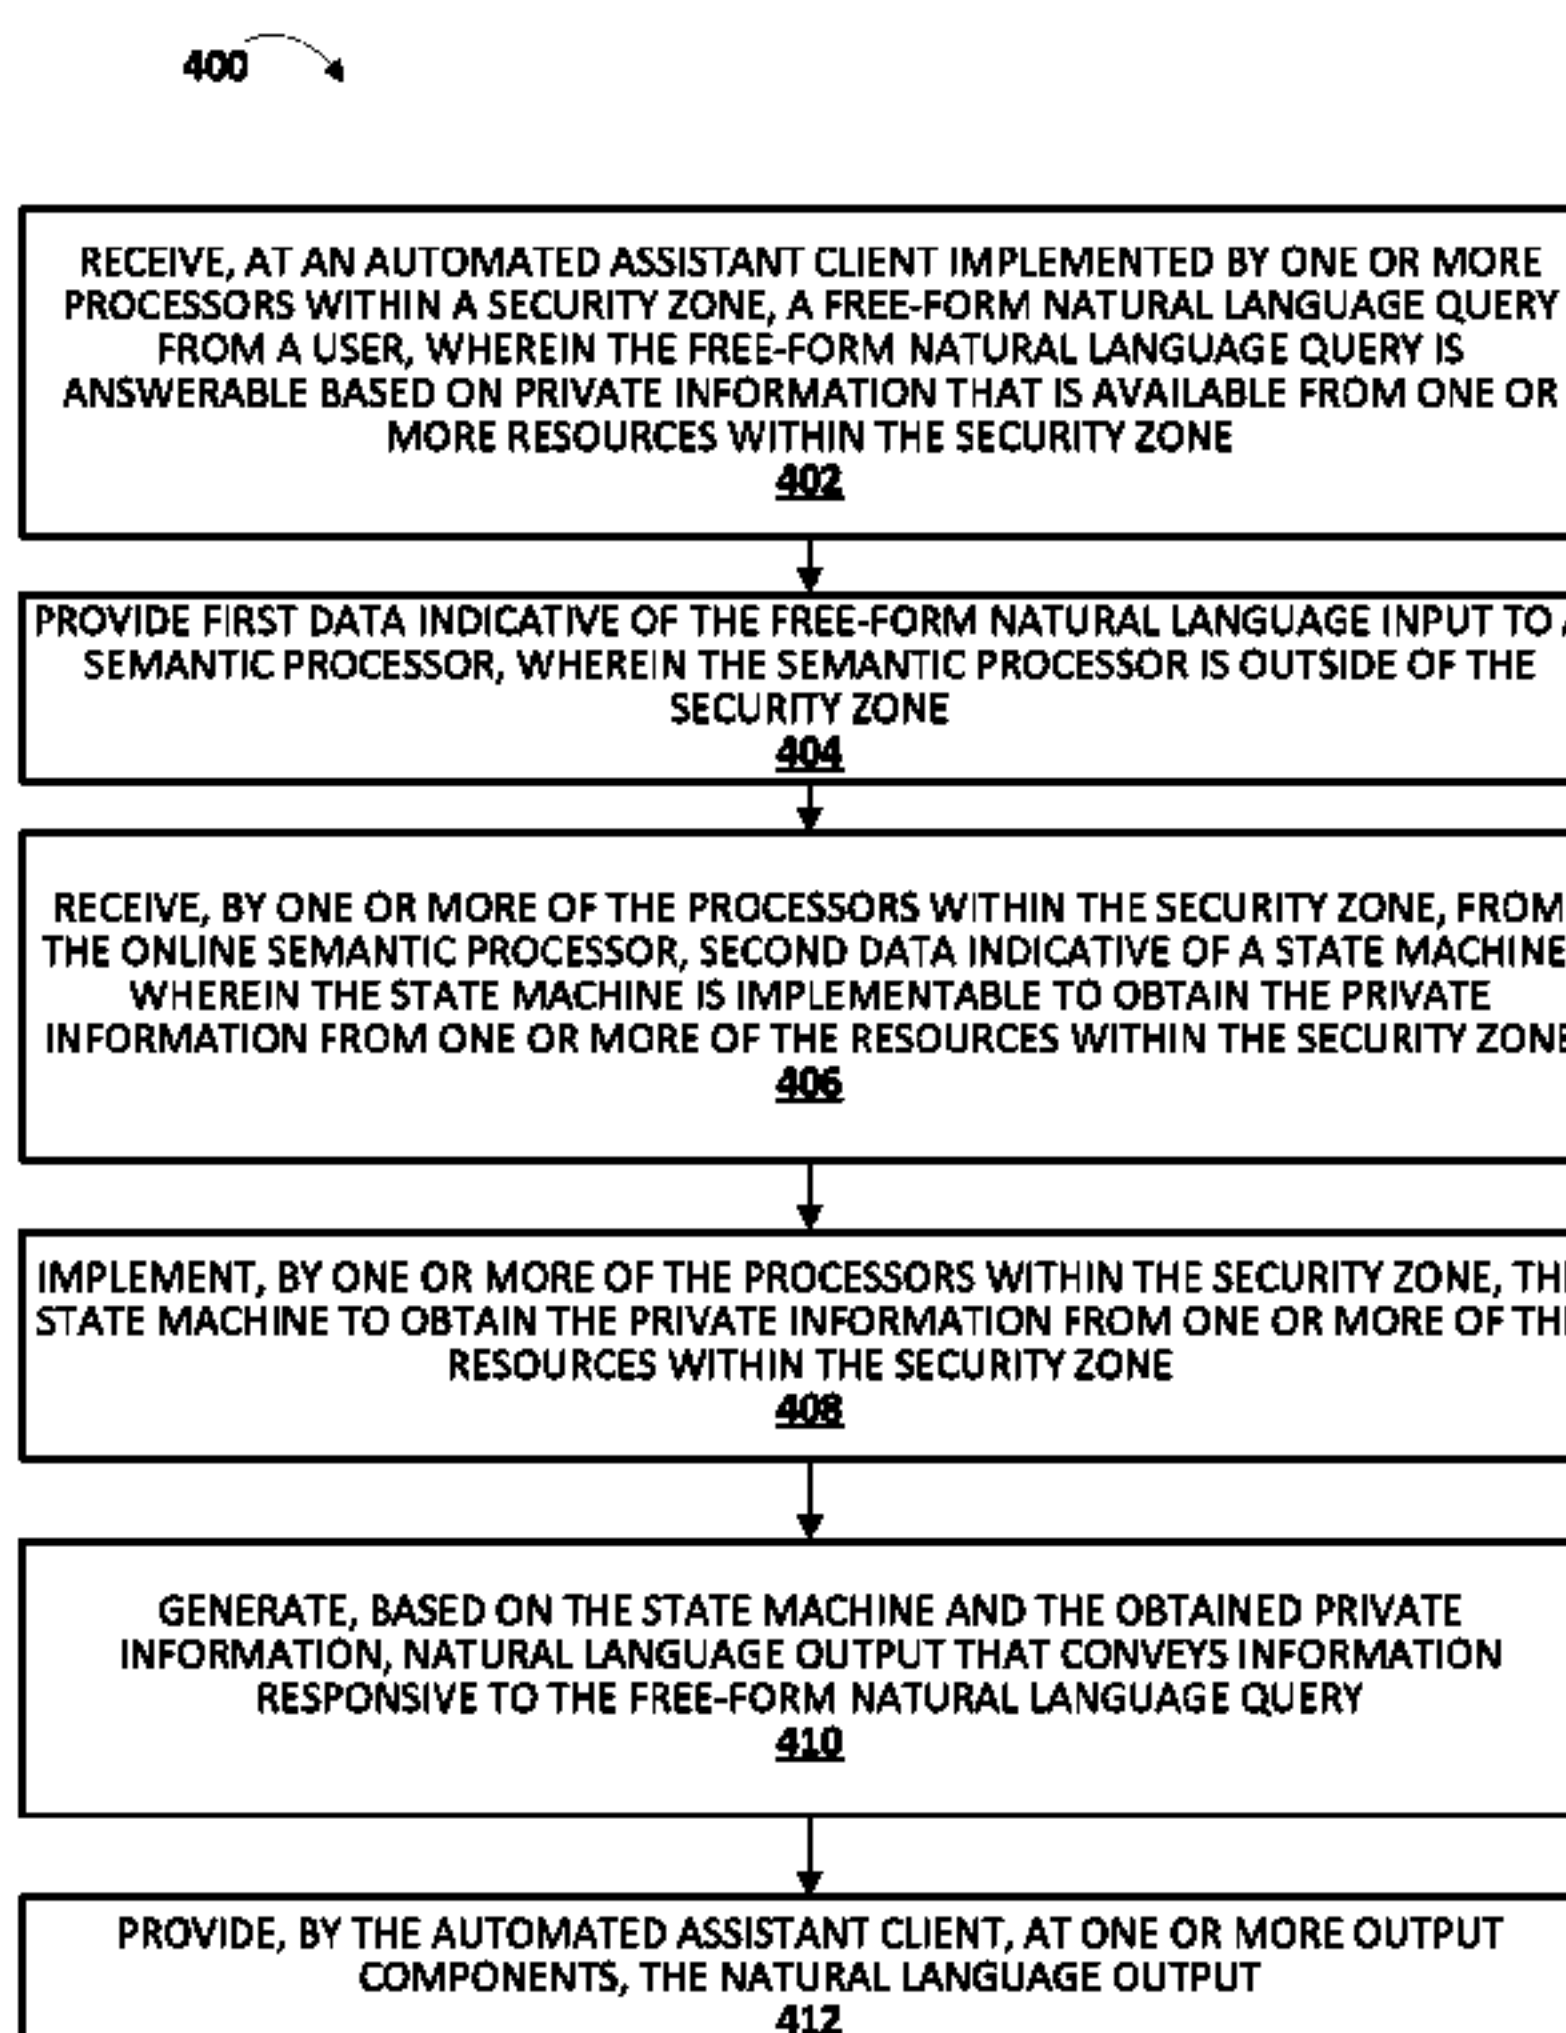 400
RECEIVE, AT AN AUTOMATED ASSISTANT CLIENT IMPLEMENTED BY ONE OR MORE
PROCESSORS WITHIN A SECURITY ZONE, A FREE-FORM NATURAL LANGUAGE QUERY
FROM A USER, WHEREIN THE FREE-FORM NATURAL LANGUAGE QUERY IS
ANSWERABLE BASED ON PRIVATE INFORMATION THAT IS AVAILABLE FROM ONE OR
MORE RESOURCES WITHIN THE SECURITY ZONE
402
PROVIDE FIRST DATA INDICATIVE OF THE FREE-FORM NATURAL LANGUAGE INPUT TO
SEMANTIC PROCESSOR, WHEREIN THE SEMANTIC PROCESSOR IS OUTSIDE OF THE
SECURITY ZONE
404
RECEIVE, BY ONE OR MORE OF THE PROCESSORS WITHIN THE SECURITY ZONE, FROM
THE ONLINE SEMANTIC PROCESSOR, SECOND DATA INDICATIVE OF A STATE MACHINE
WHEREIN THE STATE MACHINE IS IMPLEMENTABLE TO OBTAIN THE PRIVATE
INFORMATION FROM ONE OR MORE OF THE RESOURCES WITHIN THE SECURITY ZONE
406
IMPLEMENT, BY ONE OR MORE OF THE PROCESSORS WITHIN THE SECURITY ZONE, THE
STATE MACHINE TO OBTAIN THE PRIVATE INFORMATION FROM ONE OR MORE OF THE
RESOURCES WITHIN THE SECURITY ZONE
408
GENERATE, BASED ON THE STATE MACHINE AND THE OBTAINED PRIVATE
INFORMATION, NATURAL LANGUAGE OUTPUT THAT CONVEYS INFORMATION
RESPONSIVE TO THE FREE-FORM NATURAL LANGUAGE QUERY
410
PROVIDE, BY THE AUTOMATED ASSISTANT CLIENT, AT ONE OR MORE OUTPUT
COMPONENTS, THE NATURAL LANGUAGE OUTPUT
412